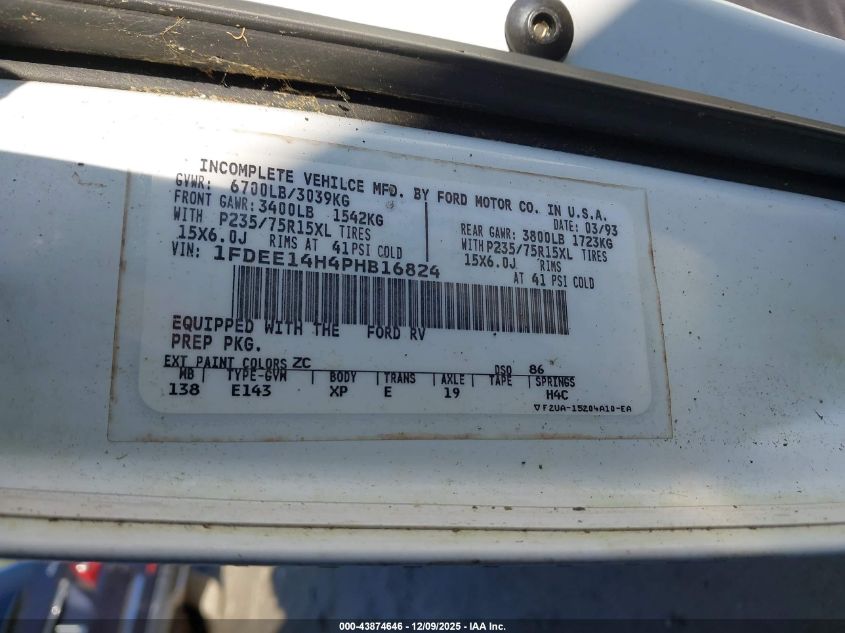 INCOMPLETE VEHILCE MFD. BY FORD MOTOR CO. IN U.S.A.
GVWR: 6700LB/3039KG
DATE: 03/93
FRONT GAWR: 3400LB 1542KG
REAR GAWR: 3800LB 1723KG
WITH P235/75R15XL TIRES
WITH P235/75R15XL TIRES
15X6.0J RIMS AT 41 PSI COLD
15X6.0J RIMS
AT 41 PSI COLD
VIN: 1FDEE14H4PHB16824
EQUIPPED WITH THE FORD RV
PREP PKG.
EXT PAINT COLORS ZC DSO 86
WB TYPE-GVM BODY TRANS AXLE TAPE SPRINGS
138 E143 XP E 19 H4C
F2UA-15204A10-EA
000-43874646 - 12/09/2025 - IAA Inc.